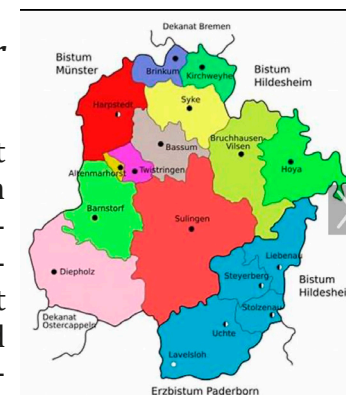 Dekanat Bremen
Bistum
Münster
Brinkum
Kirchweyhe
Bistum
Hildesheim
Harpstedt
Syke
Bassum
Bruchhausen-
Vilsen
Hoya
Altenmarhorst
Twistringen
Barnstorf
Sulingen
Diepholz
Liebenau
Steyerberg
Bistum
Hildeshei
Stolzenau
Dekanat
Ostercappeln
Uchte
Lavelsloh
Erzbistum Paderborn